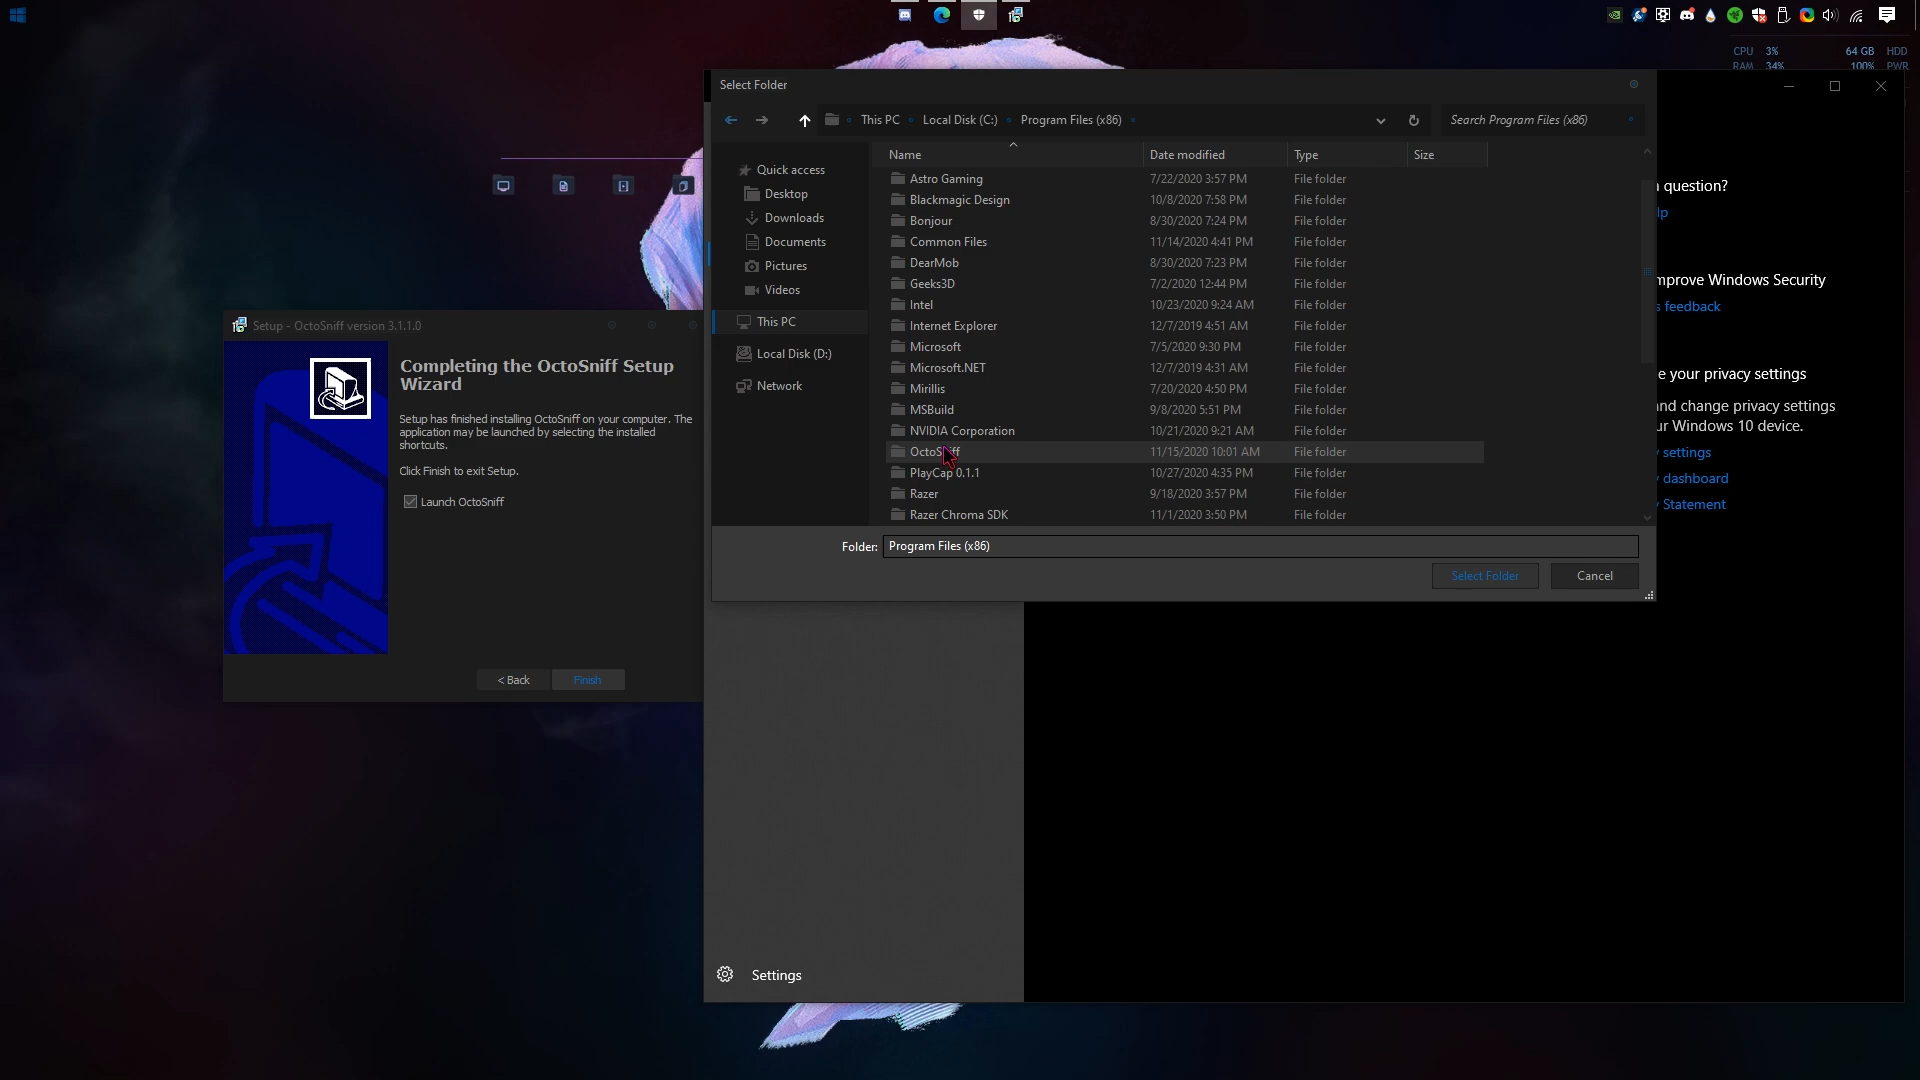 CPU 3% 64 GB HDD
RAM 34% 100% PWR
Select Folder
This PC Local Disk (C:) Program Files (x86)
Search Program Files (x86)
Name Date modified Type Size
Quick access
Desktop
Downloads
Documents
Pictures
Videos
This PC
Local Disk (D:)
Network
Astro Gaming 7/22/2020 3:57 PM File folder
Blackmagic Design 10/8/2020 7:58 PM File folder
Bonjour 8/30/2020 7:24 PM File folder
Common Files 11/14/2020 4:41 PM File folder
DearMob 8/30/2020 7:23 PM File folder
Geeks3D 7/2/2020 12:44 PM File folder
Intel 10/23/2020 9:24 AM File folder
Internet Explorer 12/7/2019 4:51 AM File folder
Microsoft 7/5/2020 9:30 PM File folder
Microsoft.NET 12/7/2019 4:31 AM File folder
Mirillis 7/20/2020 4:50 PM File folder
MSBuild 9/8/2020 5:51 PM File folder
NVIDIA Corporation 10/21/2020 9:21 AM File folder
OctoSniff 11/15/2020 10:01 AM File folder
PlayCap 0.1.1 10/27/2020 4:35 PM File folder
Razer 9/18/2020 3:57 PM File folder
Razer Chroma SDK 11/1/2020 3:50 PM File folder
Folder: Program Files (x86)
Select Folder Cancel
question?
lp
mprove Windows Security
s feedback
e your privacy settings
and change privacy settings
ur Windows 10 device.
settings
dashboard
Statement
Setup - OctoSniff version 3.1.1.0
Completing the OctoSniff Setup
Wizard
Setup has finished installing OctoSniff on your computer. The
application may be launched by selecting the installed
shortcuts.
Click Finish to exit Setup.
Launch OctoSniff
< Back Finish
Settings